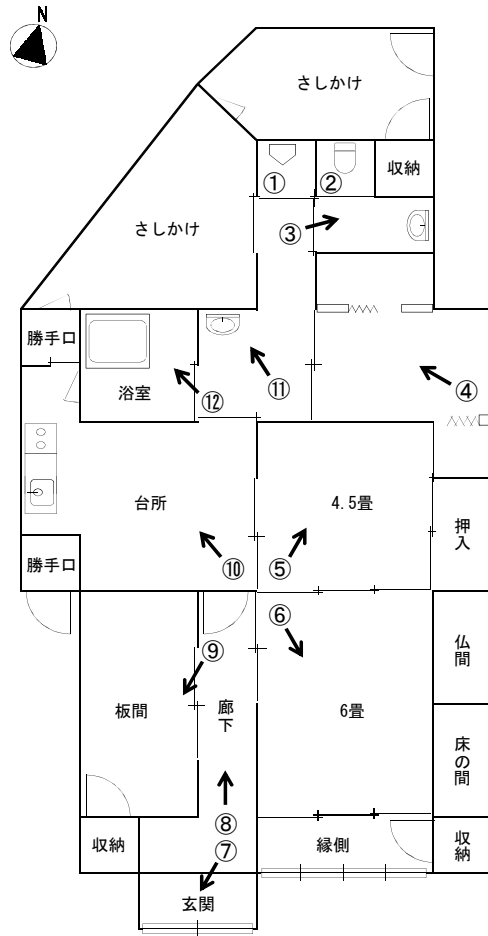 N
さしかけ
①
②
収納
さしかけ
③
勝手口
浴室
⑫
⑪
④
台所
4.5畳
押入
⑩
⑤
勝手口
⑥
仏間
⑨
板間
廊下
6畳
床の間
⑧
⑦
収納
縁側
収納
玄関